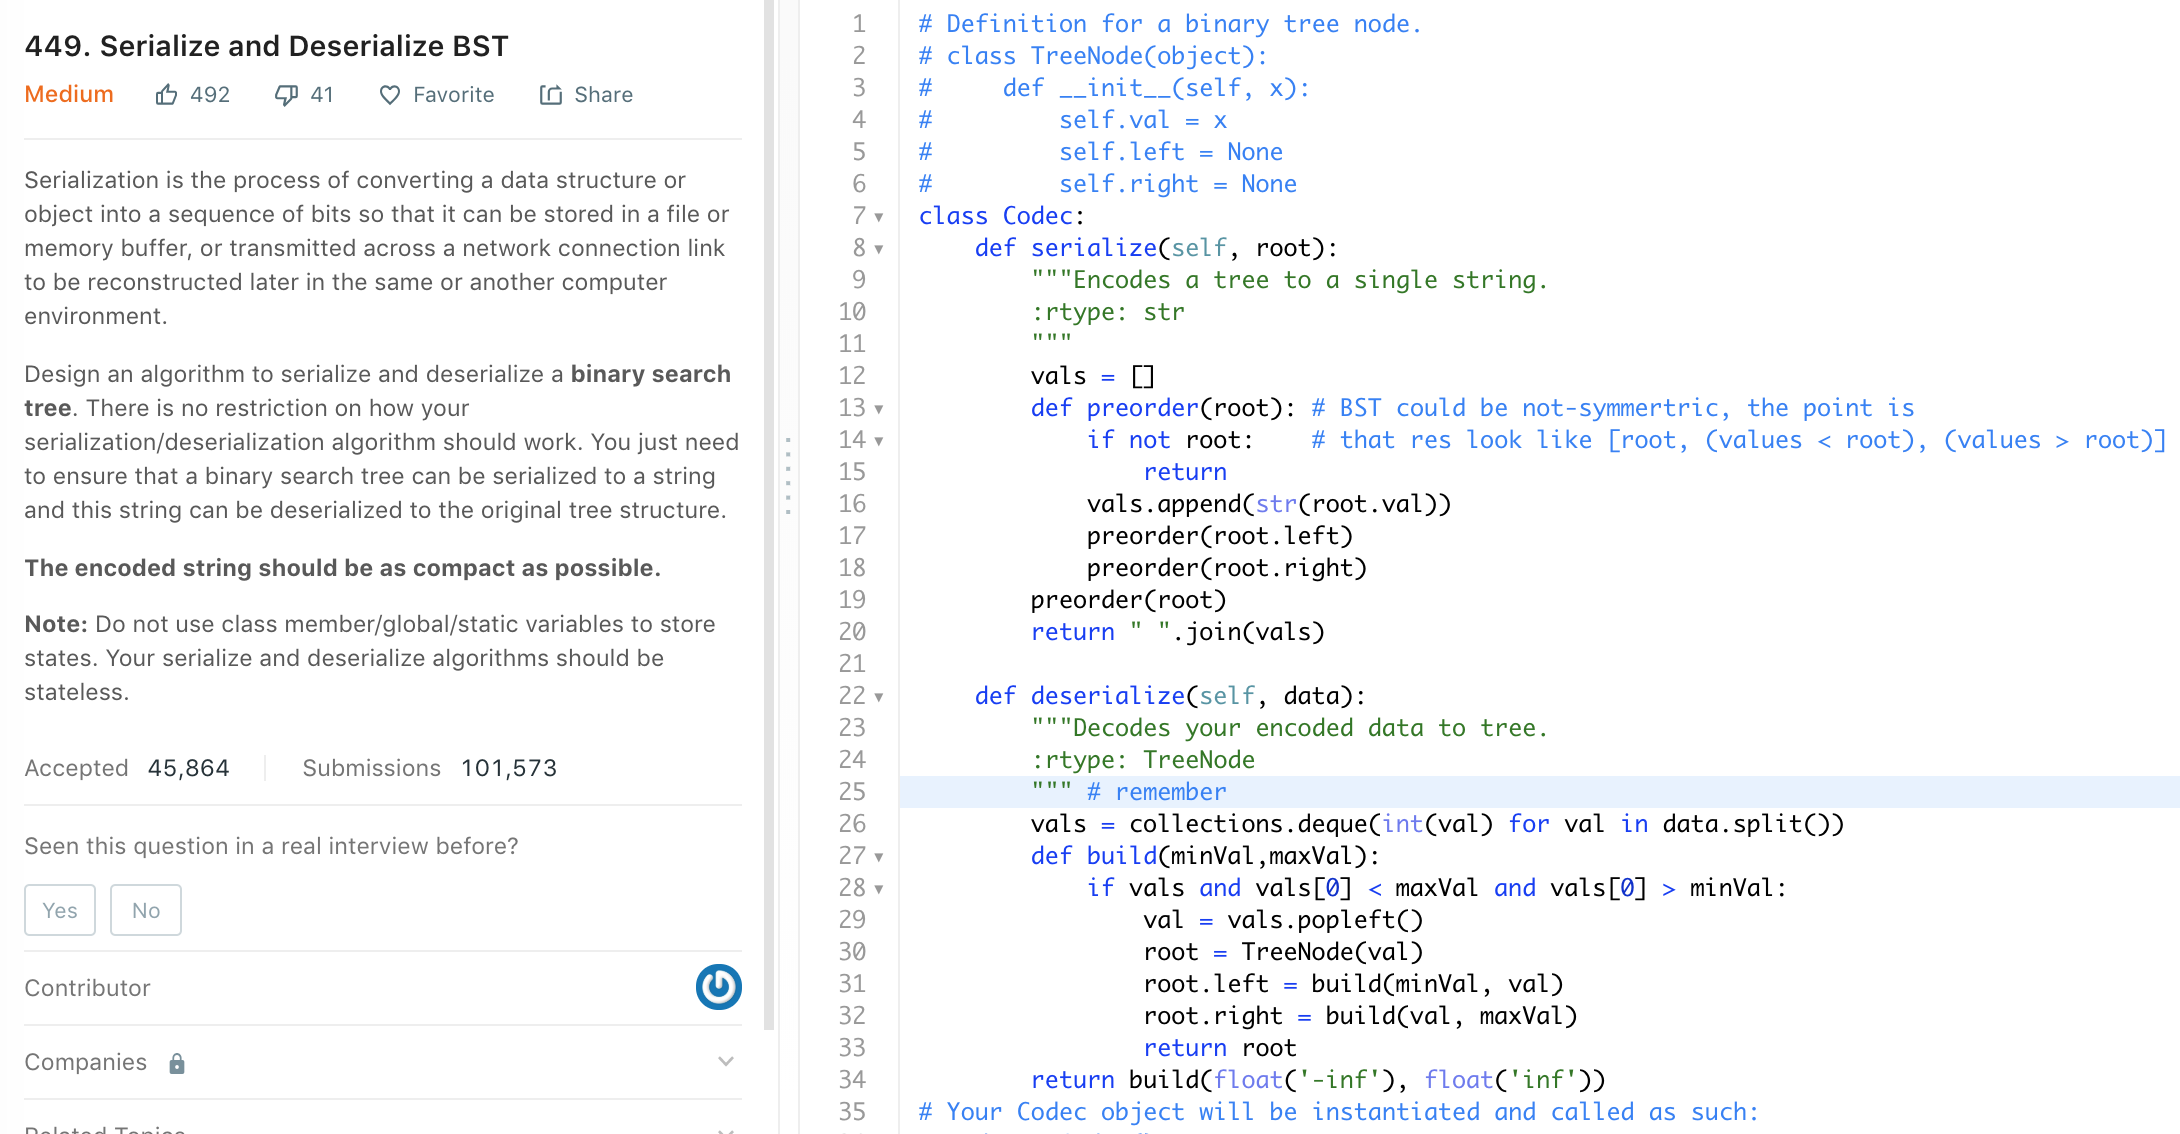 449. Serialize and Deserialize BST
Medium 492 41 Favorite Share
Serialization is the process of converting a data structure or
object into a sequence of bits so that it can be stored in a file or
memory buffer, or transmitted across a network connection link
to be reconstructed later in the same or another computer
environment.
Design an algorithm to serialize and deserialize a binary search
tree. There is no restriction on how your
serialization/deserialization algorithm should work. You just need
to ensure that a binary search tree can be serialized to a string
and this string can be deserialized to the original tree structure.
The encoded string should be as compact as possible.
Note: Do not use class member/global/static variables to store
states. Your serialize and deserialize algorithms should be
stateless.
Accepted 45,864 Submissions 101,573
Seen this question in a real interview before?
Yes No
Contributor
Companies
Related Topics
1 # Definition for a binary tree node.
2 # class TreeNode(object):
3 #     def __init__(self, x):
4 #         self.val = x
5 #         self.left = None
6 #         self.right = None
7 class Codec:
8     def serialize(self, root):
9         """Encodes a tree to a single string.
10         :rtype: str
11         """
12         vals = []
13         def preorder(root): # BST could be not-symmertric, the point is
14             if not root:    # that res look like [root, (values < root), (values > root)]
15                 return
16             vals.append(str(root.val))
17             preorder(root.left)
18             preorder(root.right)
19         preorder(root)
20         return " ".join(vals)
21
22     def deserialize(self, data):
23         """Decodes your encoded data to tree.
24         :rtype: TreeNode
25         """ # remember
26         vals = collections.deque(int(val) for val in data.split())
27         def build(minVal,maxVal):
28             if vals and vals[0] < maxVal and vals[0] > minVal:
29                 val = vals.popleft()
30                 root = TreeNode(val)
31                 root.left = build(minVal, val)
32                 root.right = build(val, maxVal)
33                 return root
34         return build(float('-inf'), float('inf'))
35 # Your Codec object will be instantiated and called as such: